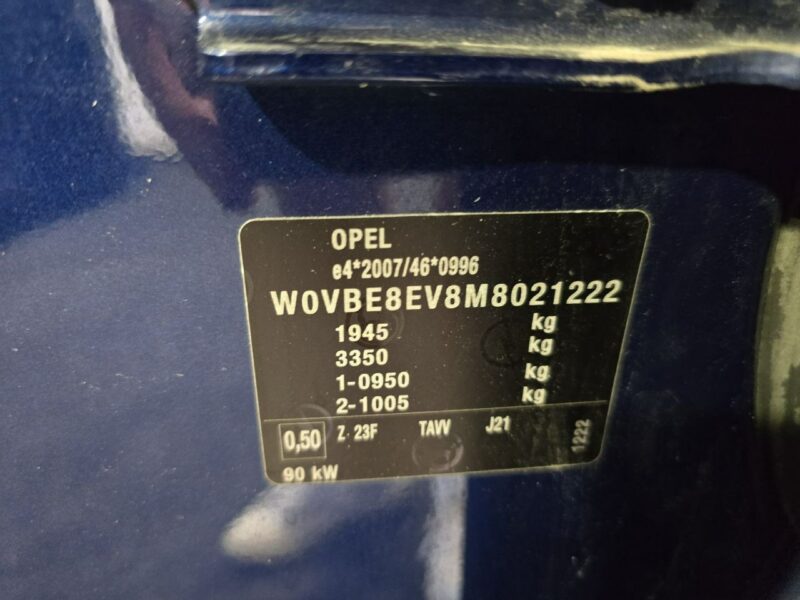 OPEL
e4*2007/46*0996
W0VBE8EV8M8021222
1945 kg
3350 kg
1-0950 kg
2-1005 kg
0,50 Z 23F TAVV J21 1222
90 kW